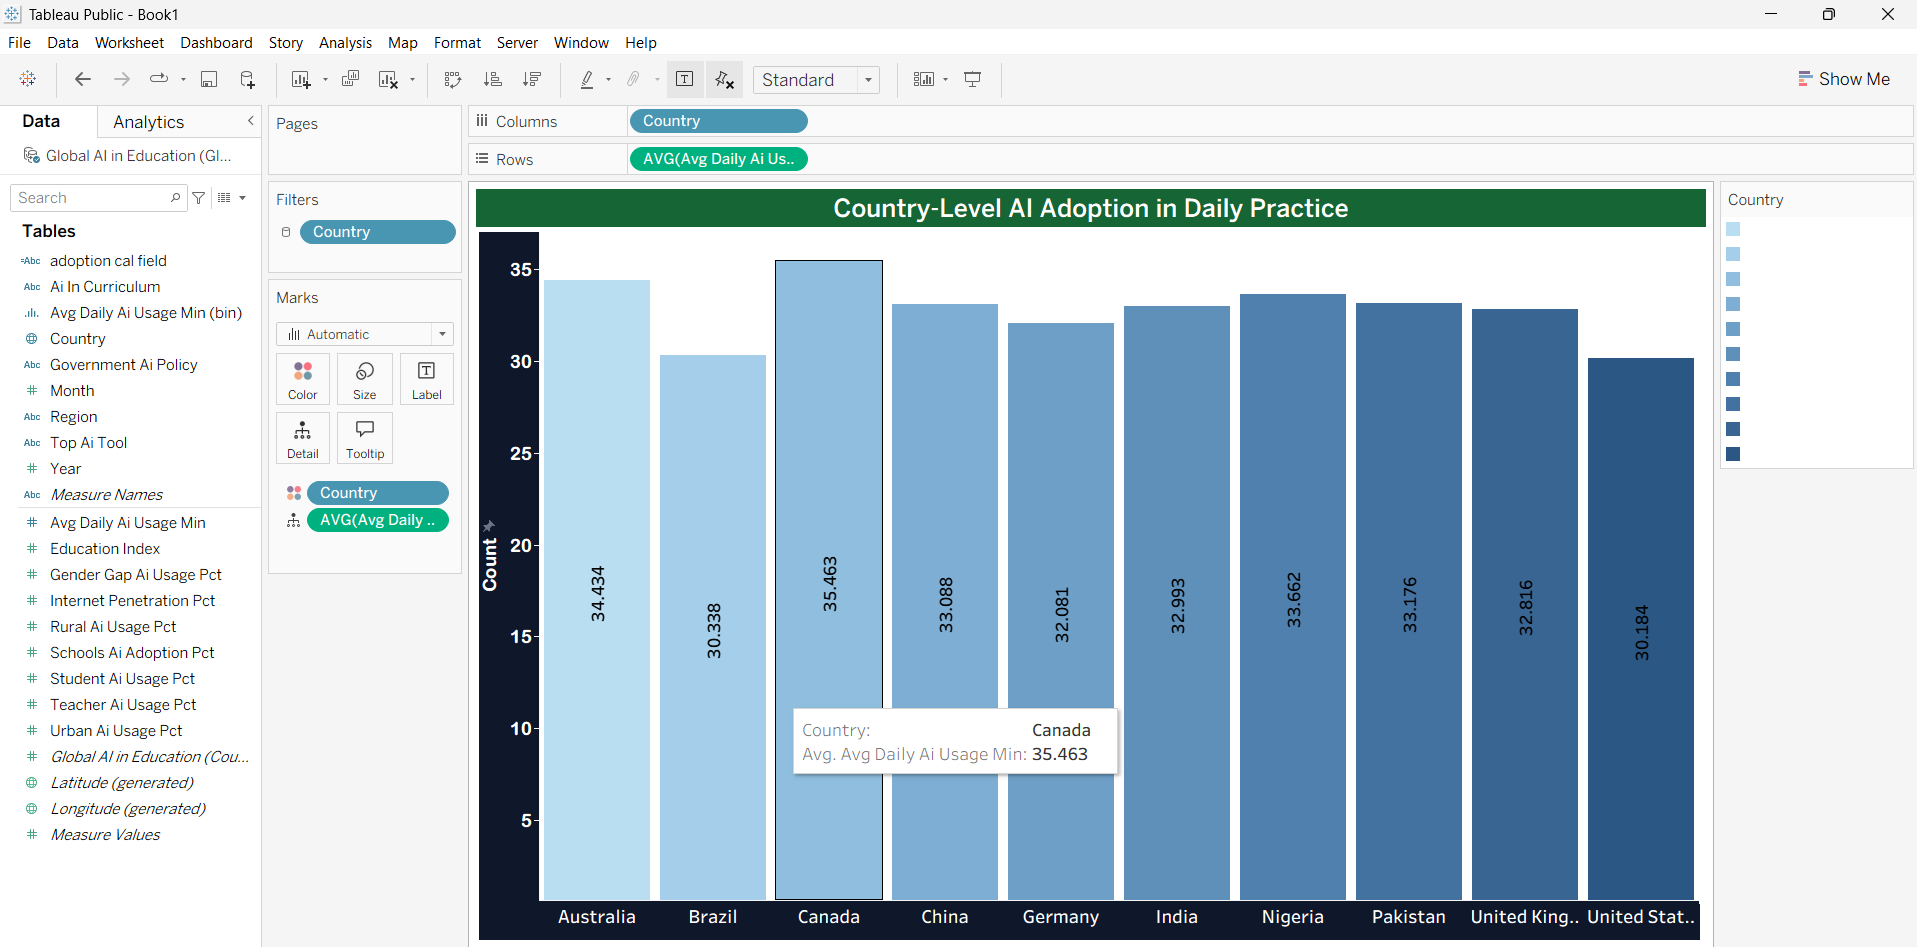 Tableau Public - Book1
File Data Worksheet Dashboard Story Analysis Map Format Server Window Help
Standard
Show Me
Data Analytics
Global AI in Education (Gl...
Search
Tables
=Abc adoption cal field
Abc Ai In Curriculum
Avg Daily Ai Usage Min (bin)
Country
Abc Government Ai Policy
# Month
Abc Region
Abc Top Ai Tool
# Year
Abc Measure Names
# Avg Daily Ai Usage Min
# Education Index
# Gender Gap Ai Usage Pct
# Internet Penetration Pct
# Rural Ai Usage Pct
# Schools Ai Adoption Pct
# Student Ai Usage Pct
# Teacher Ai Usage Pct
# Urban Ai Usage Pct
# Global AI in Education (Cou...
Latitude (generated)
Longitude (generated)
# Measure Values
Pages
Filters
Country
Marks
Automatic
Color Size Label
Detail Tooltip
Country
AVG(Avg Daily ..
Columns Country
Rows AVG(Avg Daily Ai Us..
Country-Level AI Adoption in Daily Practice
Count
35
30
25
20
15
10
5
34.434
30.338
35.463
33.088
32.081
32.993
33.662
33.176
32.816
30.184
Country: Canada
Avg. Avg Daily Ai Usage Min: 35.463
Australia Brazil Canada China Germany India Nigeria Pakistan United King.. United Stat..
Country